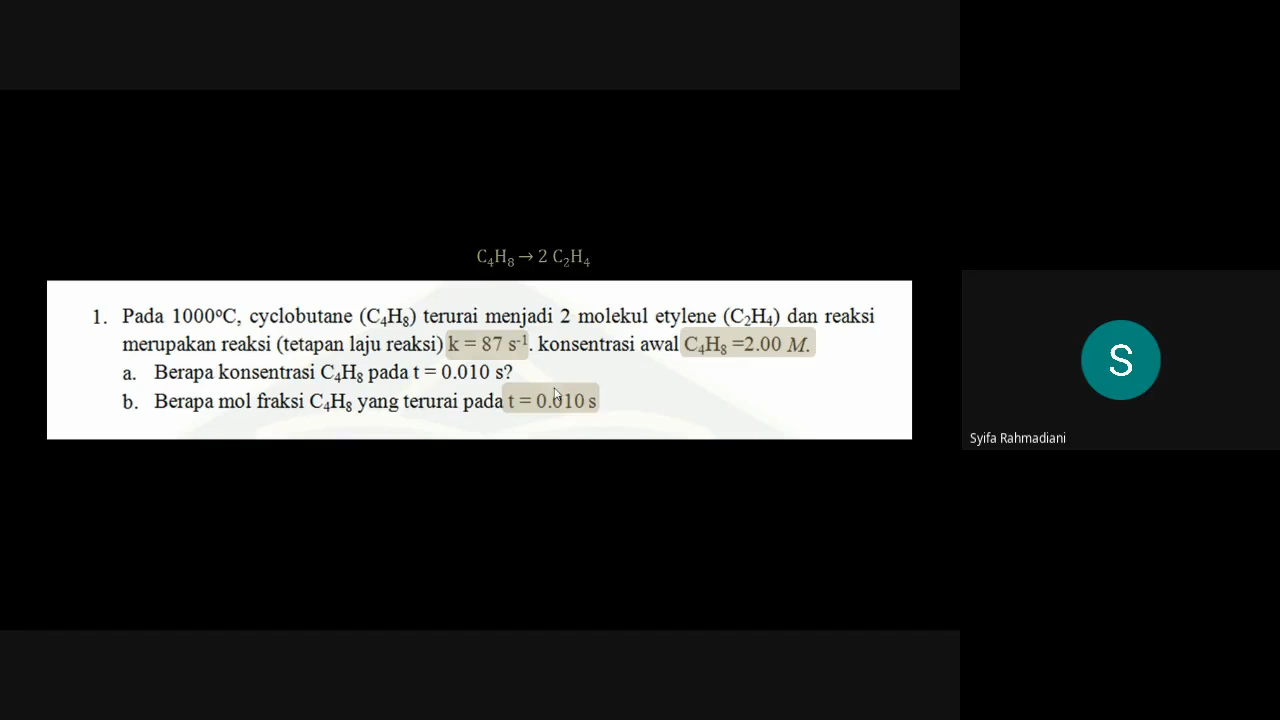 C₄H₈ → 2 C₂H₄
1. Pada 1000ºC, cyclobutane (C₄H₈) terurai menjadi 2 molekul etylene (C₂H₄) dan reaksi
merupakan reaksi (tetapan laju reaksi) k = 87 s⁻¹. konsentrasi awal C₄H₈ =2.00 M.
a. Berapa konsentrasi C₄H₈ pada t = 0.010 s?
b. Berapa mol fraksi C₄H₈ yang terurai pada t = 0.010 s
S
Syifa Rahmadiani